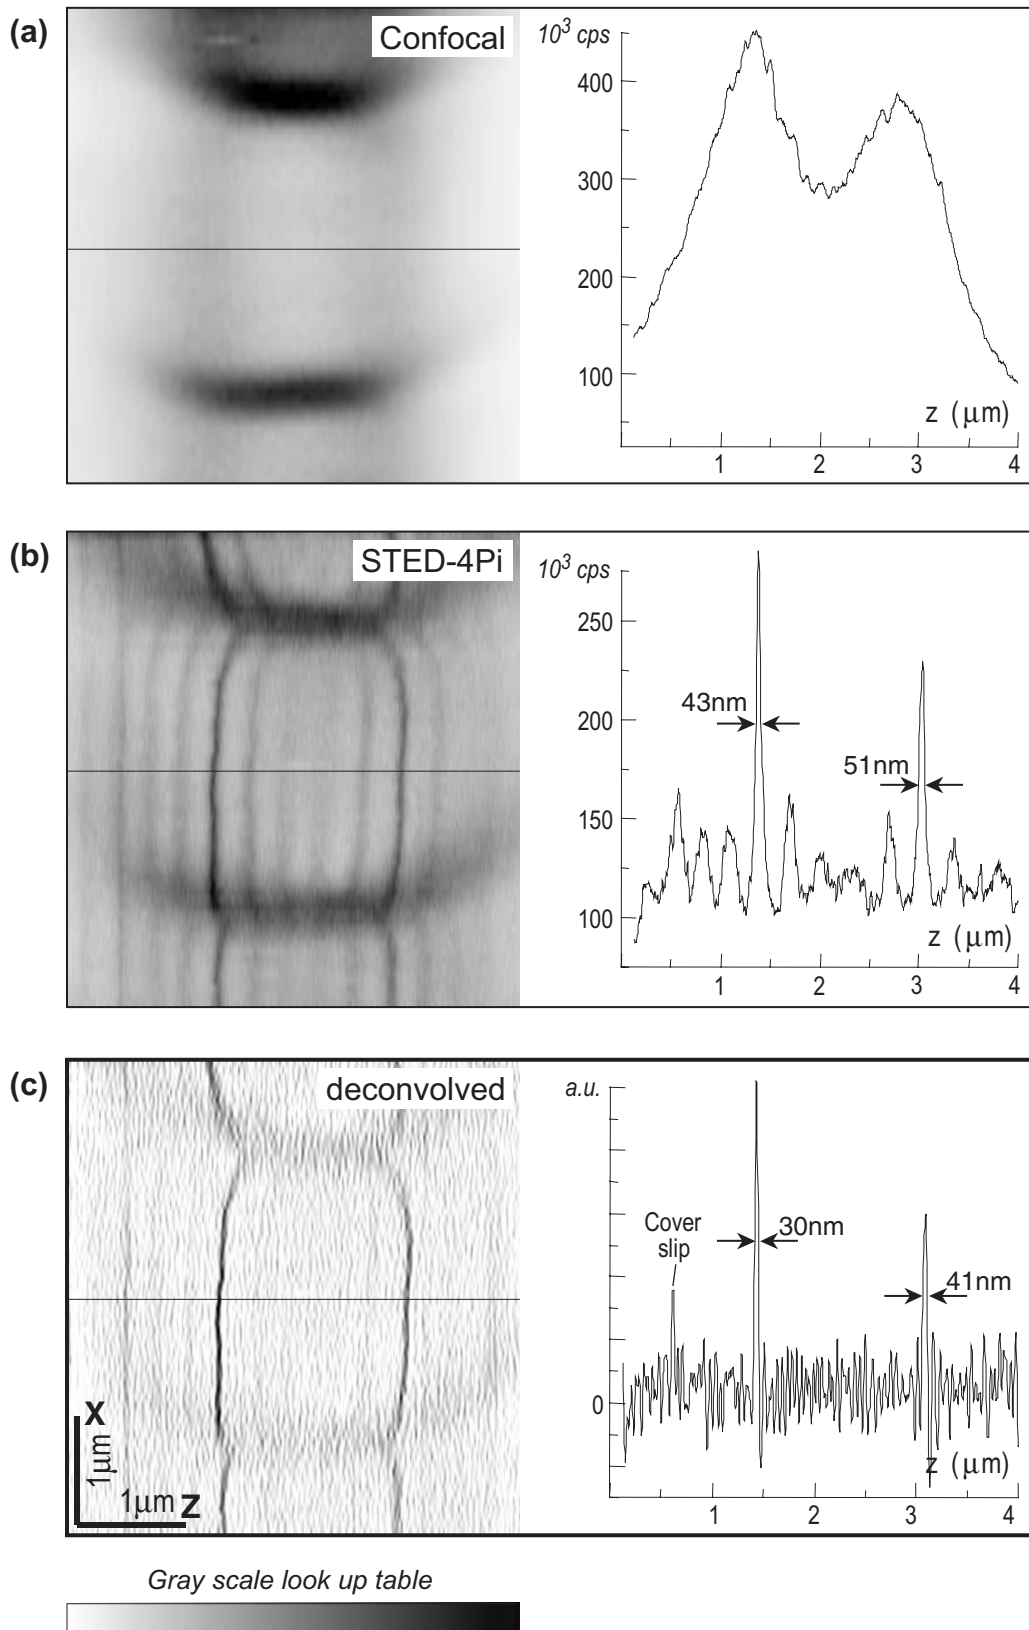 (a)
Confocal
10³ cps
400
300
200
100
z (μm)
1 2 3 4
(b)
STED-4Pi
10³ cps
250
200
150
100
43nm
51nm
z (μm)
1 2 3 4
(c)
deconvolved
a.u.
Cover
slip
30nm
41nm
0
z (μm)
1 2 3 4
X
1μm
1μm Z
Gray scale look up table